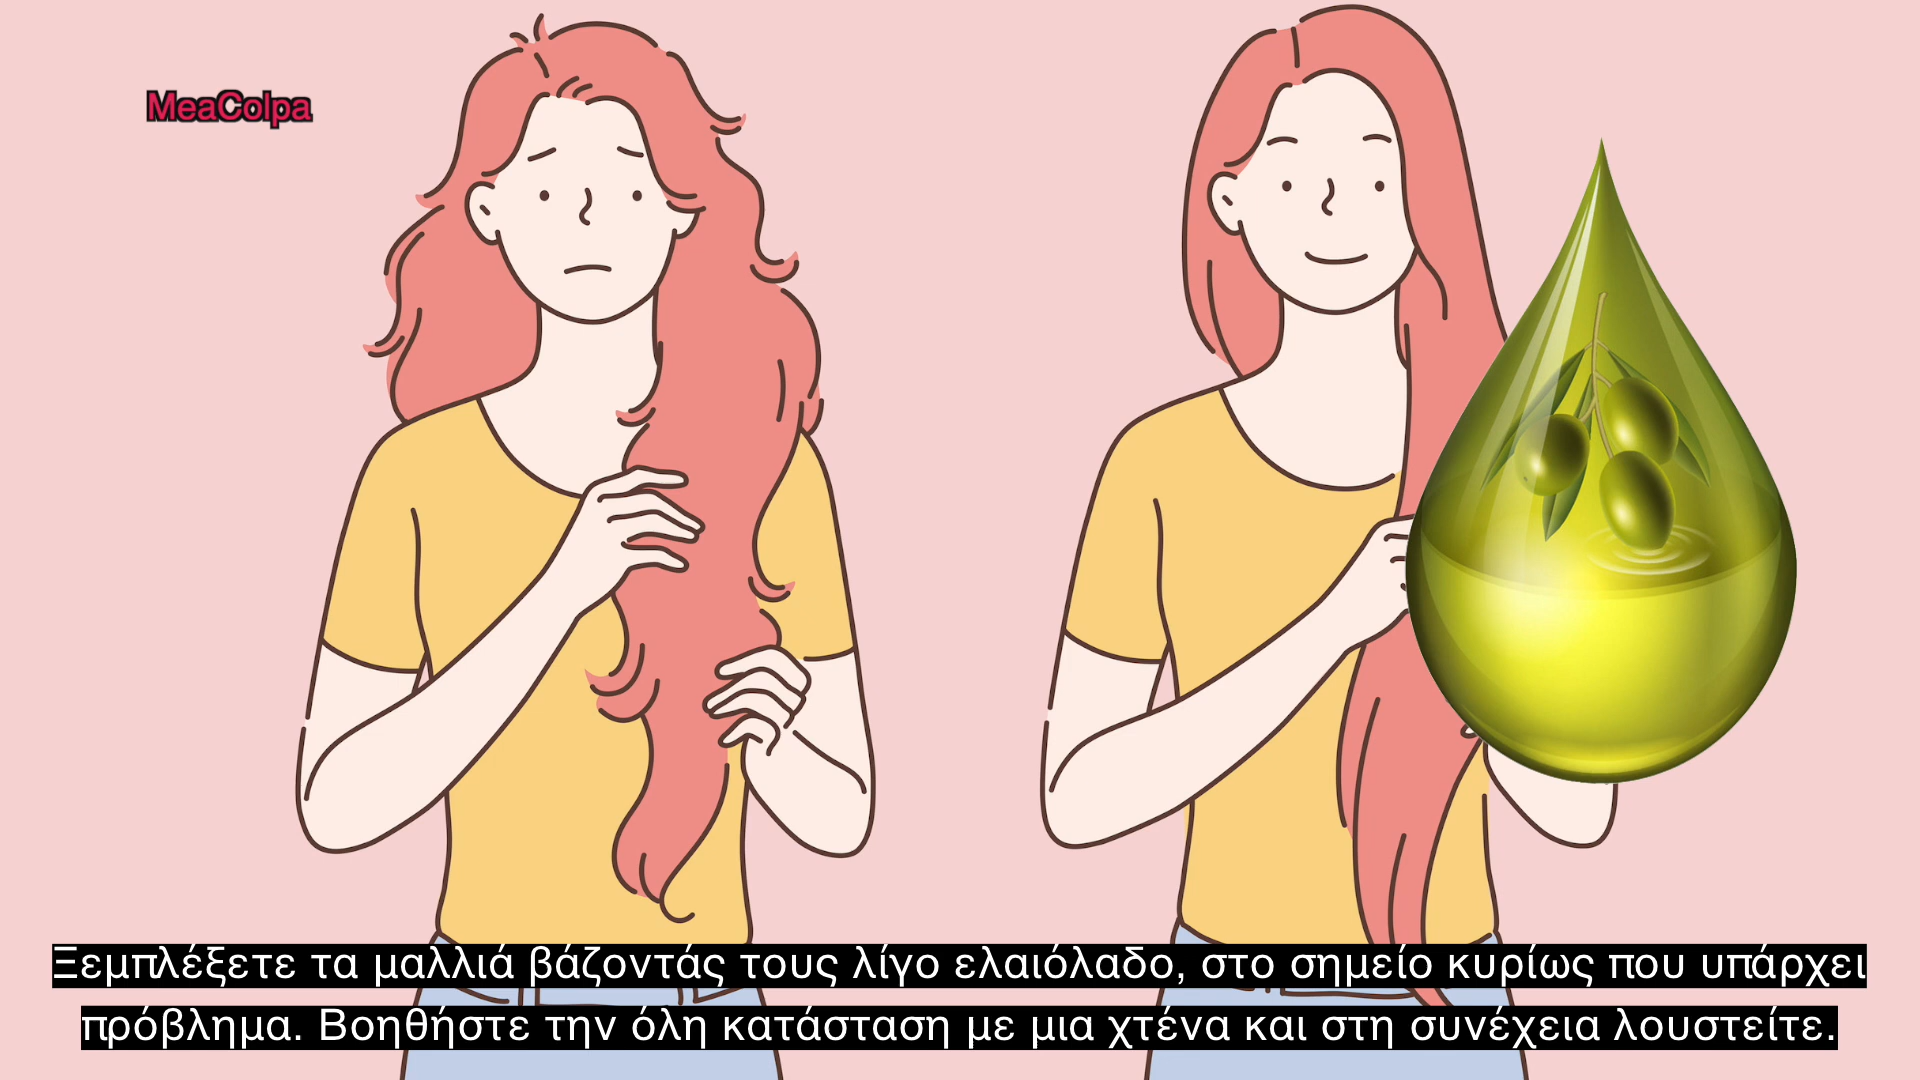 MeaColpa
Ξεμπλέξετε τα μαλλιά βάζοντάς τους λίγο ελαιόλαδο, στο σημείο κυρίως που υπάρχει
πρόβλημα. Βοηθήστε την όλη κατάσταση με μια χτένα και στη συνέχεια λουστείτε.